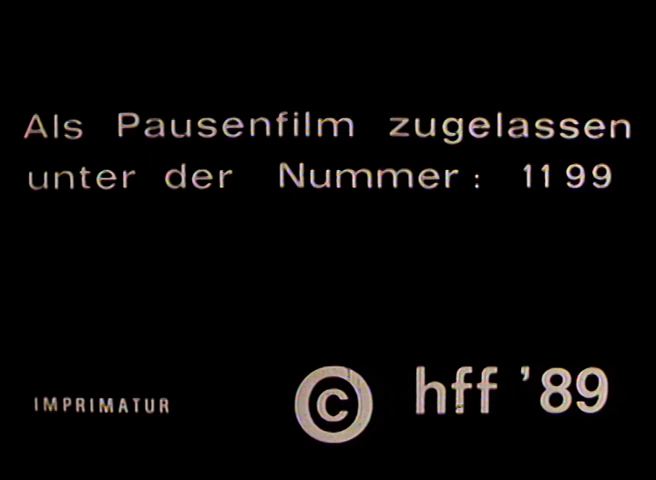 Als Pausenfilm zugelassen
unter der Nummer: 1199
IMPRIMATUR © hff '89